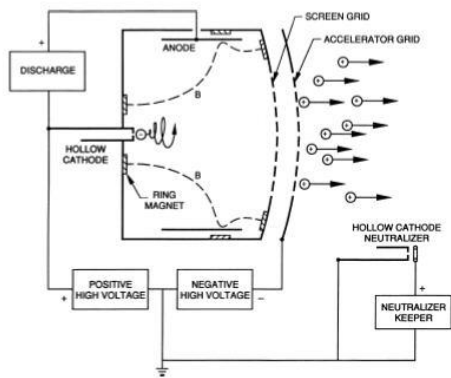 SCREEN GRID
ANODE
ACCELERATOR GRID
+
DISCHARGE
B
+
+
+
+
+
+
+
+
+
−
HOLLOW
CATHODE
B
RING
MAGNET
HOLLOW CATHODE
NEUTRALIZER
+
POSITIVE
HIGH VOLTAGE
NEGATIVE
HIGH VOLTAGE
−
+
NEUTRALIZER
KEEPER